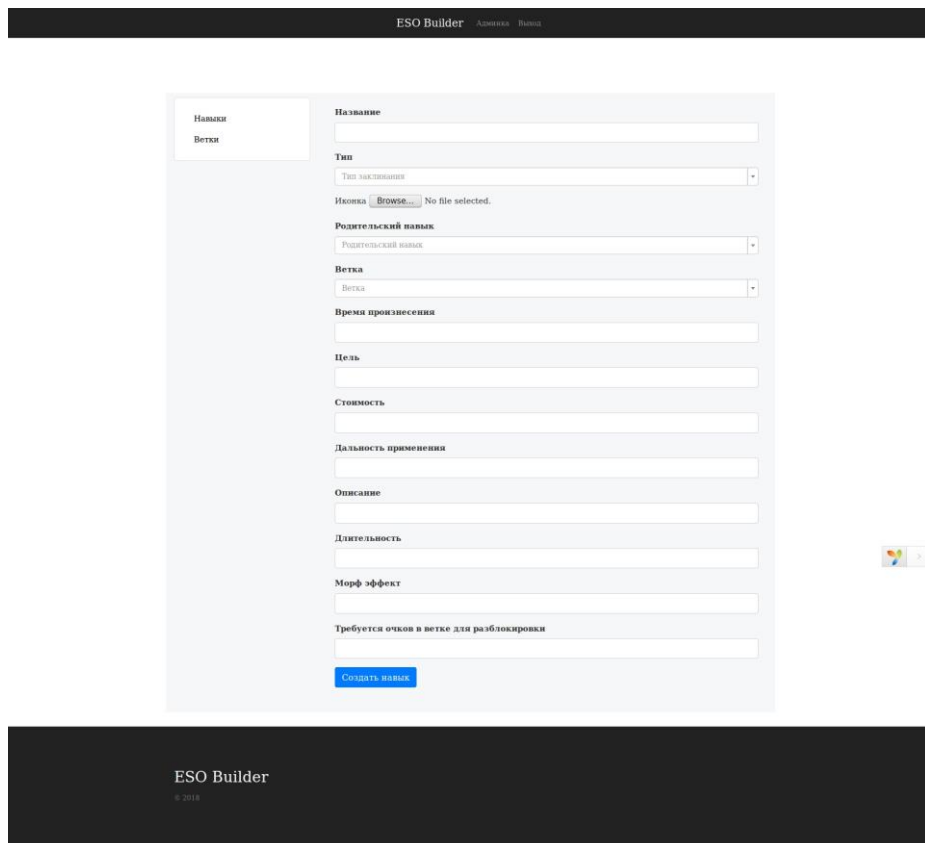 ESO Builder Админка Выход
Навыки
Ветки
Название
Тип
Тип заклинания
Иконка Browse... No file selected.
Родительский навык
Родительский навык
Ветка
Ветка
Время произнесения
Цель
Стоимость
Дальность применения
Описание
Длительность
Морф эффект
Требуется очков в ветке для разблокировки
Создать навык
ESO Builder
© 2018